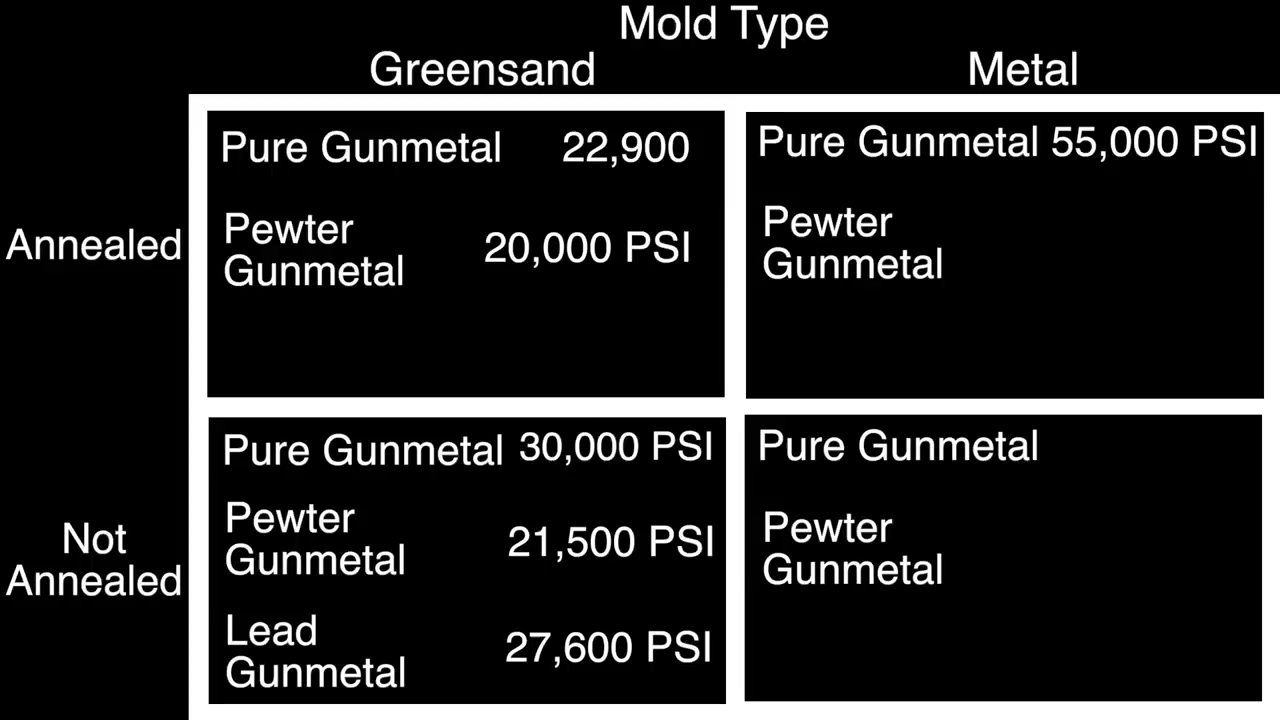 Mold Type
Greensand
Metal
Annealed
Pure Gunmetal 22,900
Pewter
Gunmetal 20,000 PSI
Pure Gunmetal 55,000 PSI
Pewter
Gunmetal
Not
Annealed
Pure Gunmetal 30,000 PSI
Pewter
Gunmetal 21,500 PSI
Lead
Gunmetal 27,600 PSI
Pure Gunmetal
Pewter
Gunmetal